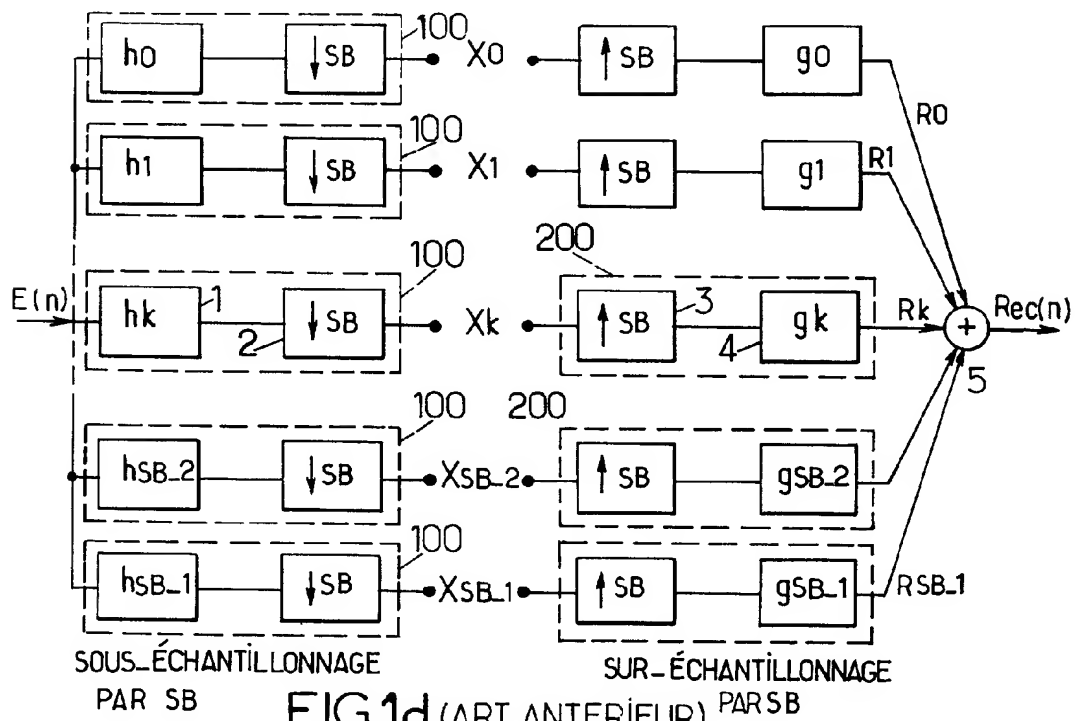 h0 ↓ SB 100 X0 ↑ SB g0
R0
h1 ↓ SB 100 X1 ↑ SB g1 R1
E(n) hk 1 2 ↓ SB 100 Xk 200 ↑ SB 3 4 gk Rk + Rec(n)
5
hSB_2 ↓ SB 100 XSB_2 200 ↑ SB gSB_2
hSB_1 ↓ SB 100 XSB_1 ↑ SB gSB_1 RSB_1
SOUS_ÉCHANTILLONNAGE
PAR SB
SUR_ÉCHANTILLONNAGE
PAR SB
FIG.1d (ART ANTERİEUR)